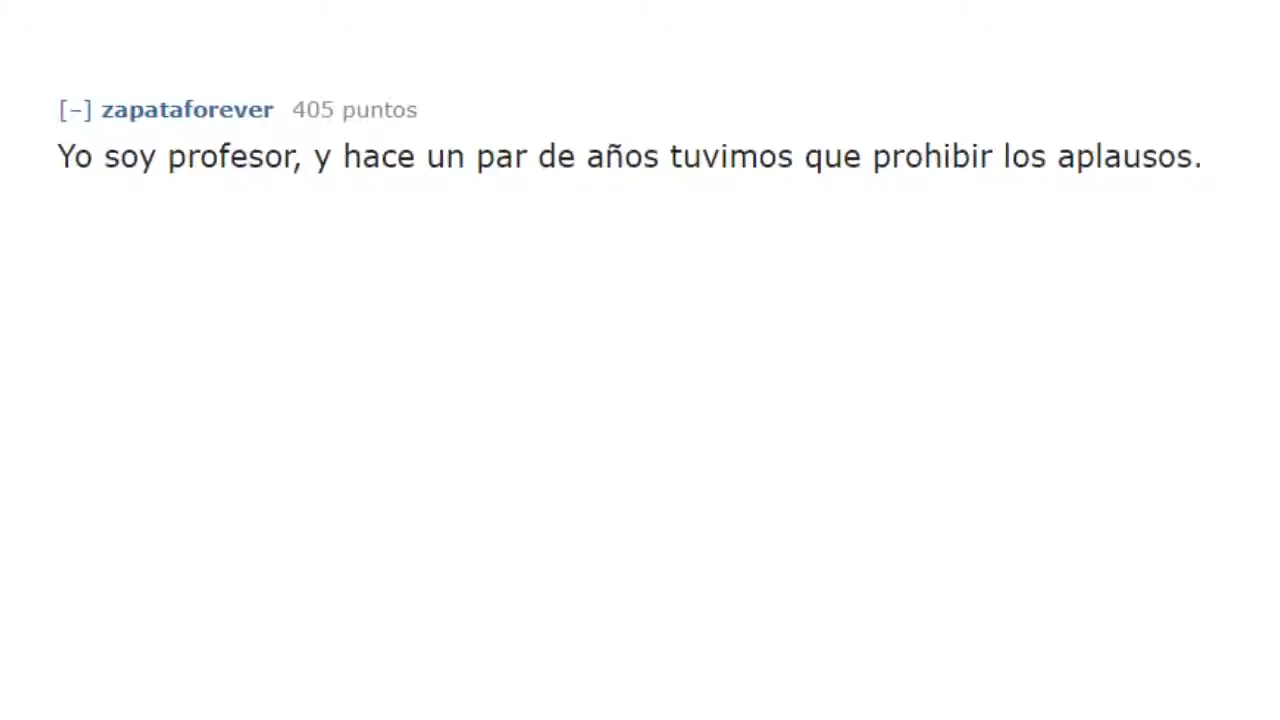 [–] zapataforever 405 puntos
Yo soy profesor, y hace un par de años tuvimos que prohibir los aplausos.